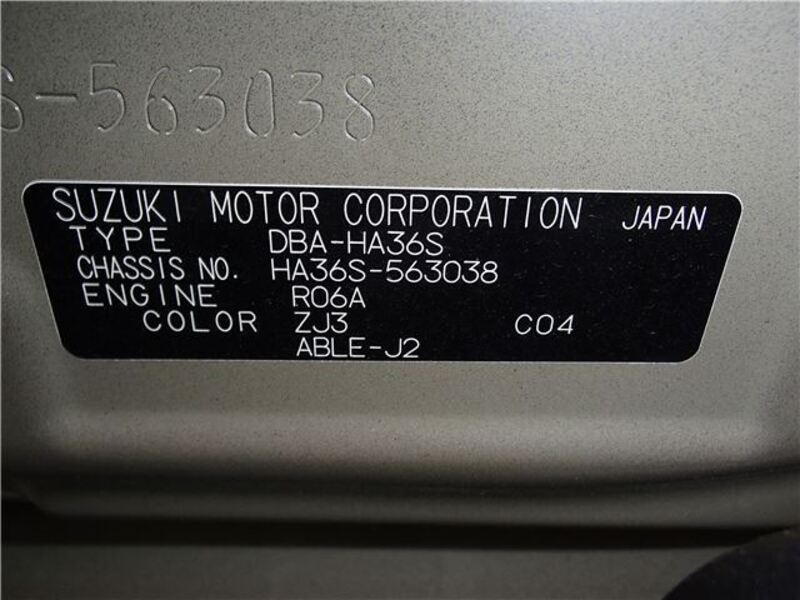 S-563038
SUZUKI MOTOR CORPORATION JAPAN
TYPE DBA-HA36S
CHASSIS NO. HA36S-563038
ENGINE R06A
COLOR ZJ3 C04
ABLE-J2